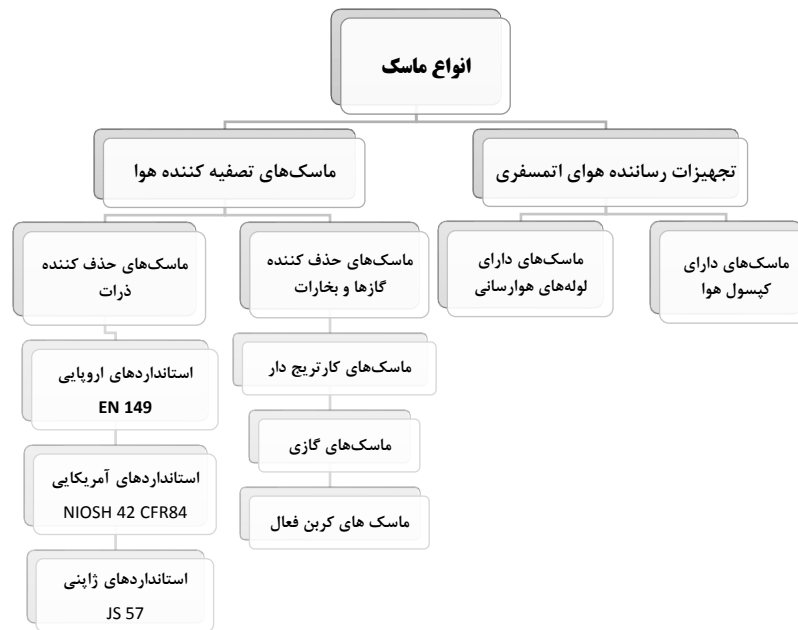 انواع ماسک
تجهیزات رساننده هوای اتمسفری
ماسک‌های تصفیه کننده هوا
ماسک‌های دارای
کپسول هوا
ماسک‌های دارای
لوله‌های هوارسانی
ماسک‌های حذف کننده
گازها و بخارات
ماسک‌های کارتریج دار
ماسک‌های گازی
ماسک های کربن فعال
ماسک‌های حذف کننده
ذرات
استانداردهای اروپایی
EN 149
استانداردهای آمریکایی
NIOSH 42 CFR84
استانداردهای ژاپنی
JS 57